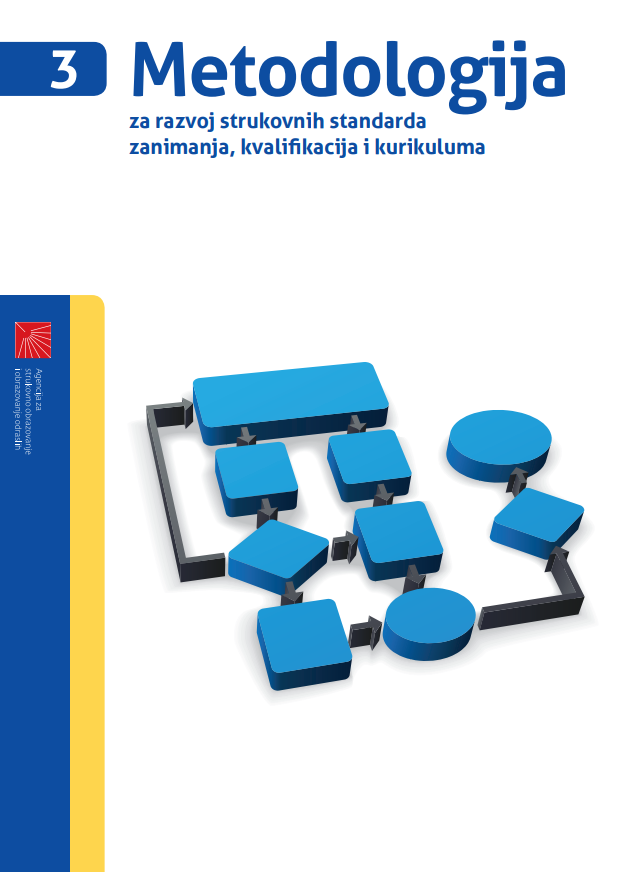 3
Metodologija
za razvoj strukovnih standarda
zanimanja, kvalifikacija i kurikuluma
Agencija za
strukovno obrazovanje
i obrazovanje odraslih